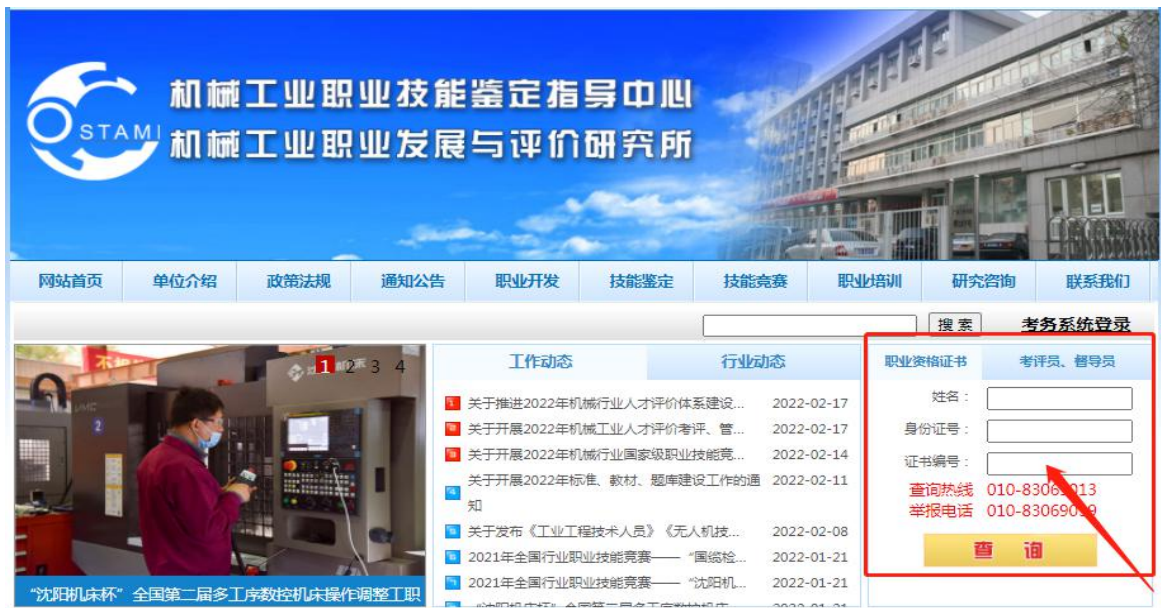 机械工业职业技能鉴定指导中心
OSTAMI
机械工业职业发展与评价研究所
网站首页 单位介绍 政策法规 通知公告 职业开发 技能鉴定 技能竞赛 职业培训 研究咨询 联系我们
搜 索 考务系统登录
1 2 3 4
工作动态 行业动态
职业资格证书 考评员、督导员
关于推进2022年机械行业人才评价体系建设... 2022-02-17
关于开展2022年机械工业人才评价考评、管... 2022-02-17
关于开展2022年机械行业国家级职业技能竞... 2022-02-14
关于开展2022年标准、教材、题库建设工作的通 2022-02-11
知
关于发布《工业工程技术人员》《无人机技... 2022-02-08
2021年全国行业职业技能竞赛—— “国缆检... 2022-01-21
2021年全国行业职业技能竞赛—— “沈阳机... 2022-01-21
姓名：
身份证号：
证书编号：
查询热线 010-83069013
举报电话 010-83069019
查 询
VMC
2
“沈阳机床杯”全国第二届多工序数控机床操作调整工职